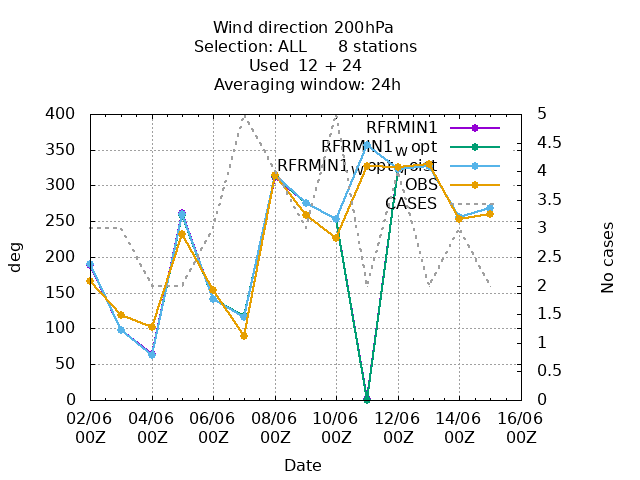 Wind direction 200hPa
Selection: ALL 8 stations
Used 12 + 24
Averaging window: 24h
400 5
350 4.5
300 4
250 3.5
200 3
150 2.5
100 2
50 1.5
0 1
0.5
0
RFRMIN1
RFRMIN1w opt
OBS
CASES
deg
No cases
02/06 04/06 06/06 08/06 10/06 12/06 14/06 16/06
00Z 00Z 00Z 00Z 00Z 00Z 00Z 00Z
Date